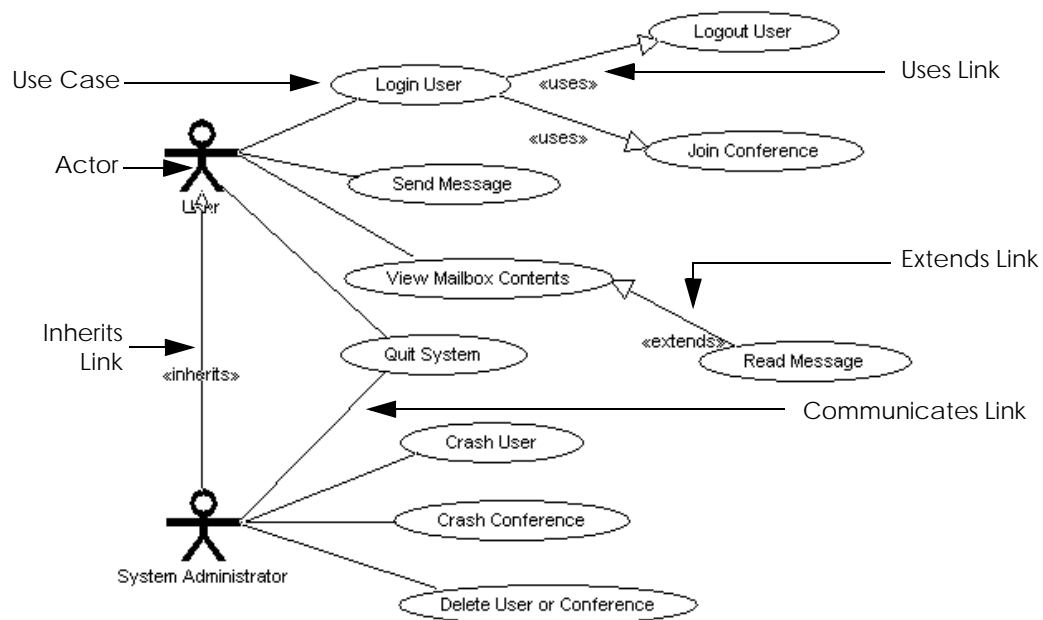 Logout User
Use Case
Login User
Uses Link
«uses»
«uses»
Join Conference
Actor
Send Message
User
View Mailbox Contents
Extends Link
Inherits
Link
«extends»
Quit System
Read Message
«inherits»
Communicates Link
Crash User
Crash Conference
System Administrator
Delete User or Conference